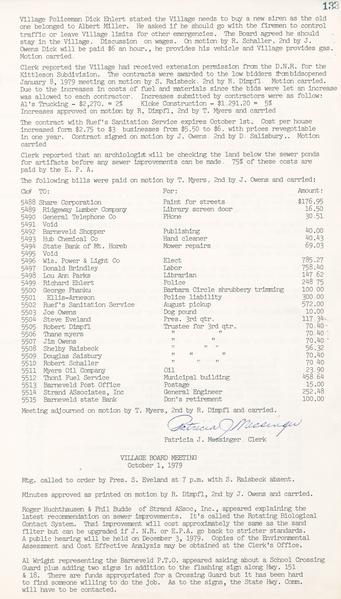 133
Village Policeman Dick Ehlert stated the Village needs to buy a new siren as the old
one belonged to Albert Miller. He asked if he should go with the firemen to control
traffic or leave Village limits for other emergencies. The Board agreed he should
stay in the Village. Discussion on wages. On motion by R. Schaller, 2nd by J.
Owens Dick will be paid $6 an hour, he provides his vehicle and Village provides gas.
Motion carried.
Clerk reported the Village had received extension permission from the D.N.R. for the
Kittleson Subdivision. The contracts were awarded to the low bidders from bids opened
January 8, 1979 meeting on motion by S. Raisbeck. 2nd by R. Dimpfl Motion carried.
Due to the increases in cost of fuel and materials since the bids were let an increase
was allowed to each contractor. Increases submitted by contractors were as follow:
Al's Trucking - $2,270. = 2% Kloke Construction = $1.291.20 = 5%
Increases approved on motion by R. Dimpfl, 2nd by T. Myers and carried
The contract with Ruef's Sanitation Service expires October 1st. Cost per house
increased form $2.75 to $3 businesses from $5.50 to $6. with prices revegotiable
in one year. Contract signed on motion by J. Owens 2nd by D. Salisbury.. Motion
carried
Clerk reported that an archiologist will be checking the land below the sewer ponds
for artifacts before any sewer improvements can be made. 75% of these costs are
paid by the E. P. A.
The following bills were paid on motion by T. Myers, 2nd by J. Owens and carried:
Ck# TO: For: Amount:
5488 Share Corporation Paint for streets $176.95
5489 Ridgeway Lumber Company Library screen door 16.50
5490 General Telephone Co PHone 30.51
5491 Void
5492 Barneveld Shopper Publishing 40.00
5493 Hub Chemical Co Hand cleaner 40.43
5494 State Bank of Mt. Horeb Mower repairs 69.03
5495 Void
5496 Wis. Power & Light Co Elect 785.27
5497 Donald Brindley Labor 758.40
5498 Lou Ann Parks Librarian 147 62
5499 Richard Ehlert Police 248 75
5500 George Phanku Barbara Circle shrubbery trimming 100.00
5501 Ellis-Arneson Police liability 300.00
5502 Ruef's Sanitation Service August pickup 572.00
5503 Joe Owens Dog pound 10.00
5504 Steve Eveland Pres. 3rd qtr. 117 34
5505 Robert Dimpfl Trustee for 3rd qtr. 70.40
5506 Thane myers " " " 70.40
5507 Jim Owens " " " 70.40
5508 Shelby Raisbeck " " " 56.32
5509 Douglas Saisbury " " " 70.40
5510 Robert Schaller " " " 70.40
5511 Myers Oil Company Oil 23 90
5512 Thoni Fuel Service Municipal building 458 64
5513 Barneveld Post Office Postage 15.00
5514 Strand ASsociates, Inc General Engineer 252.48
5515 Barneveld state Bank Don's retirement 100.00
Meeting adjourned on motion by T. Myers, 2nd by R. Dimpfl and carried.
Patricia J Messinger
Patricia J. Messinger Clerk
VILLAGE BOARD MEETING
October 1, 1979
Mtg. called to order by Pres. S. Eveland at 7 p.m. with S. Raisbeck absent.
Minutes approved as printed on motion by R. Dimpfl, 2nd by J. Owens and carried.
Roger Huchthausen & Phil Budde of Strand ASsoc, Inc., appeared explaining the
latest recommendation on sewer improvements. It's called the Rotating Biological
Contact System. Thsi improvement will cost approximately the same as the sand
filter but can be upgraded if J. N.R. or E.P.A. go back to stricter standards.
A public hearing will be held on December 3, 1979. Copies of the Environmental
Assessment and Cost Effective Analysis may be obtained at the Clerk's Office.
Al Wright representing the Barneveld P.T.O. appeared asking about a School Crossing
Guard plus adding two signs in addition to the flashing sign along Hwy. 151
& 18. There are funds appropriated for a Crossing Guard but it has been hard
to find someone willing to do the job. As to the signs, the State Hwy. Comm.
will have to be contacted.